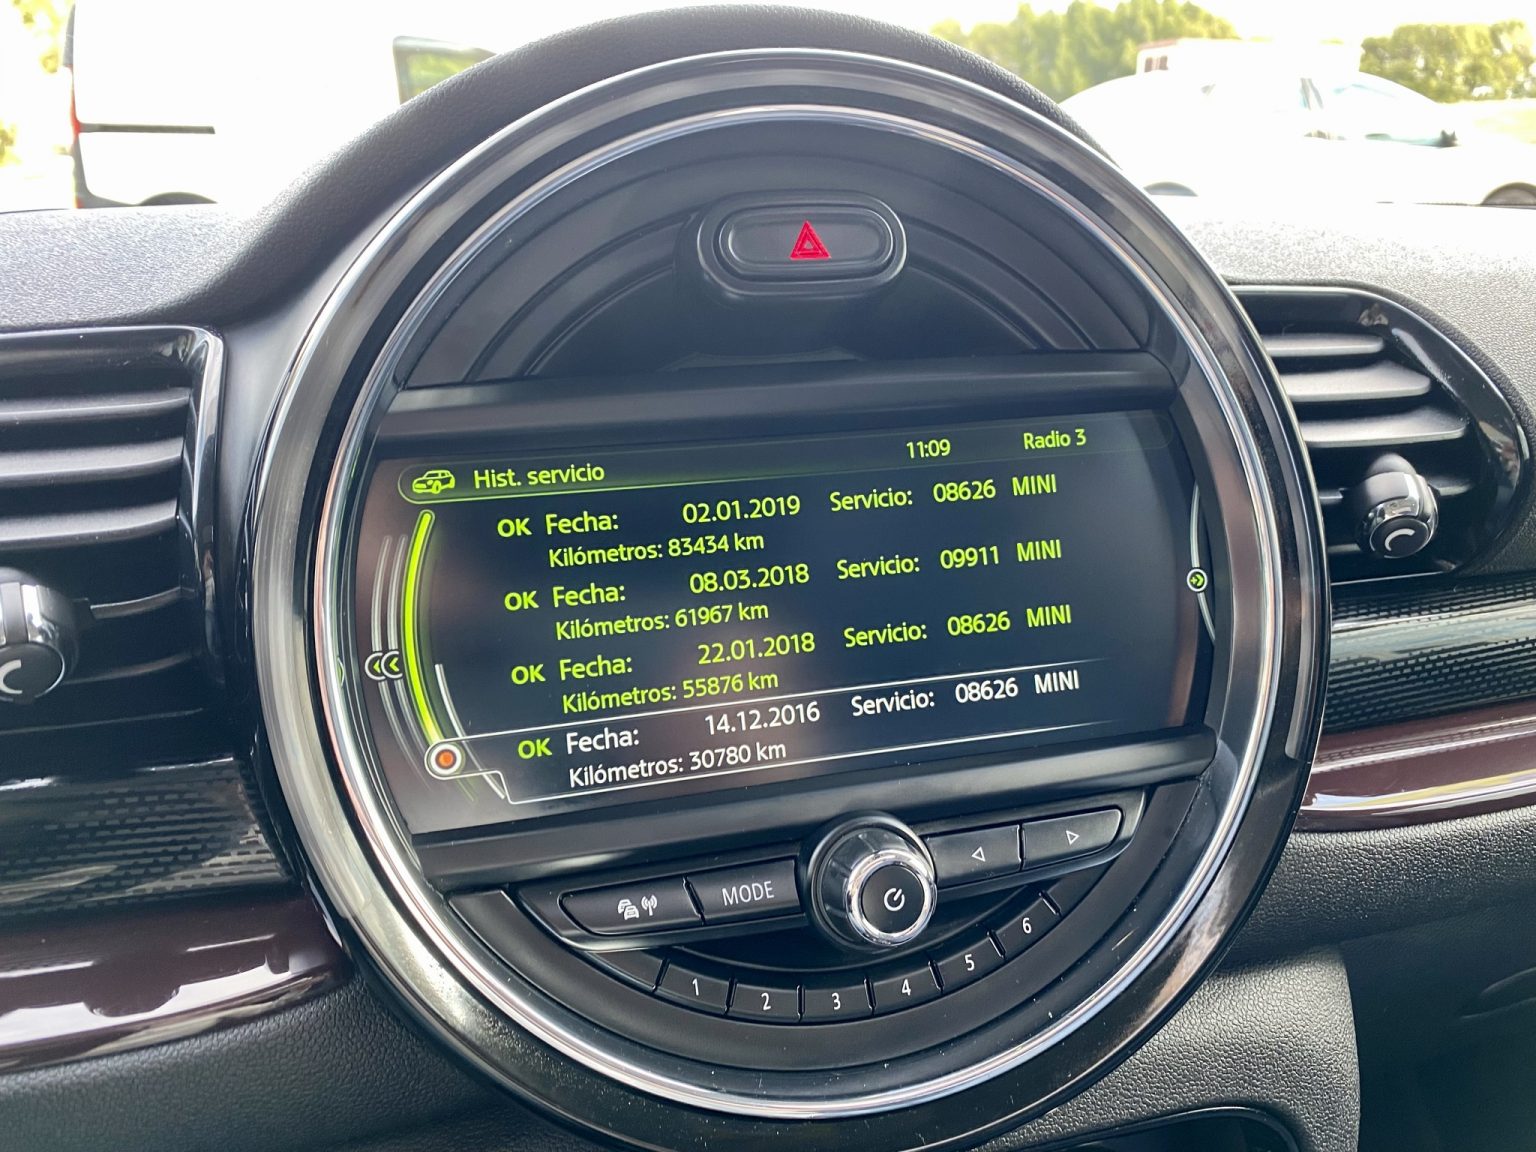 Hist. servicio 11:09 Radio 3
OK Fecha: 02.01.2019 Servicio: 08626 MINI
Kilómetros: 83434 km
OK Fecha: 08.03.2018 Servicio: 09911 MINI
Kilómetros: 61967 km
OK Fecha: 22.01.2018 Servicio: 08626 MINI
Kilómetros: 55876 km
OK Fecha: 14.12.2016 Servicio: 08626 MINI
Kilómetros: 30780 km
MODE
1 2 3 4 5 6